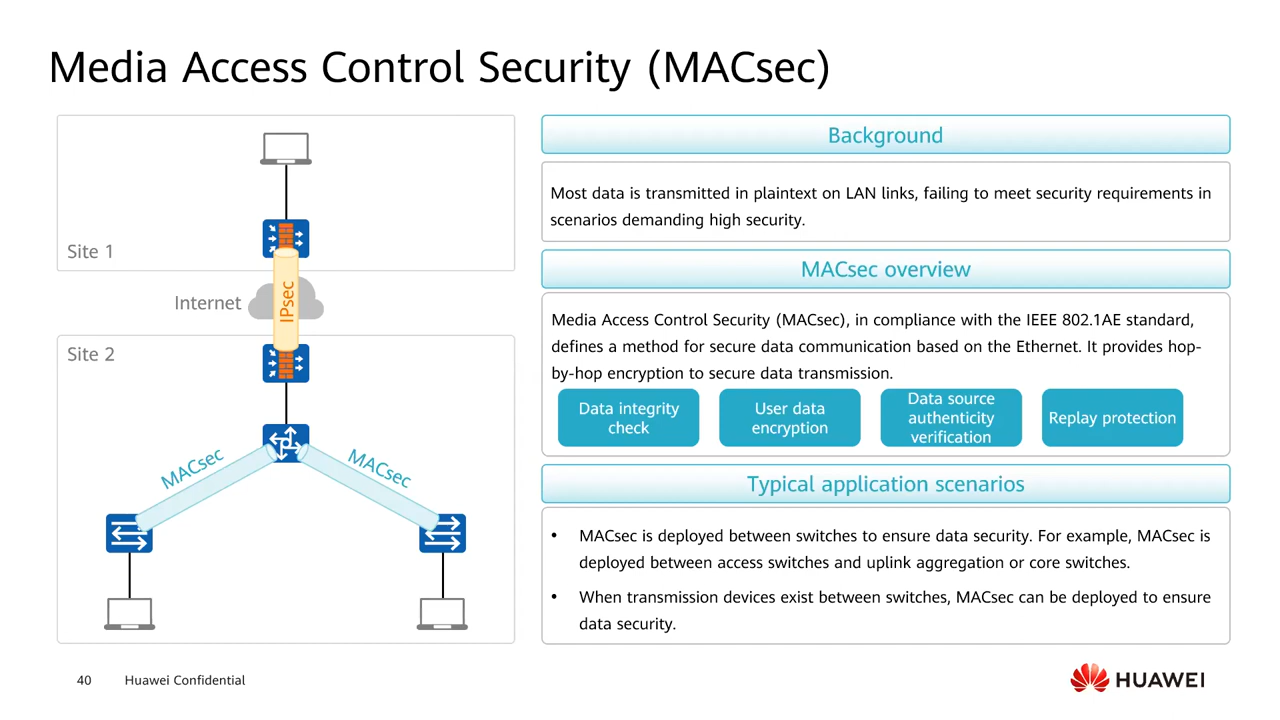 Media Access Control Security (MACsec)
Site 1
Internet
IPsec
Site 2
MACsec
MACsec
Background
Most data is transmitted in plaintext on LAN links, failing to meet security requirements in
scenarios demanding high security.
MACsec overview
Media Access Control Security (MACsec), in compliance with the IEEE 802.1AE standard,
defines a method for secure data communication based on the Ethernet. It provides hop-
by-hop encryption to secure data transmission.
Data integrity
check
User data
encryption
Data source
authenticity
verification
Replay protection
Typical application scenarios
• MACsec is deployed between switches to ensure data security. For example, MACsec is
deployed between access switches and uplink aggregation or core switches.
• When transmission devices exist between switches, MACsec can be deployed to ensure
data security.
40
Huawei Confidential
HUAWEI